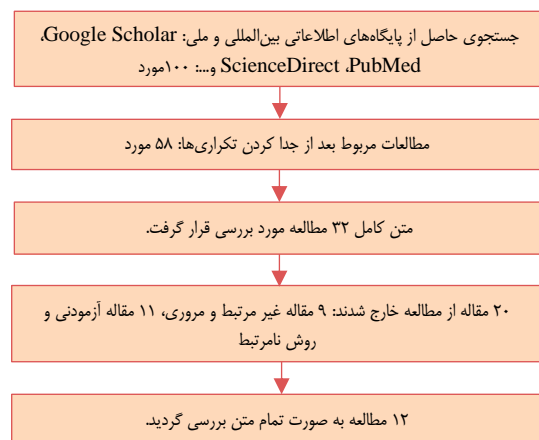 جستجوی حاصل از پایگاه‌های اطلاعاتی بین‌المللی و ملی: Google Scholar،
ScienceDirect ،PubMed و...: ۱۰۰مورد
مطالعات مربوط بعد از جدا کردن تکراری‌ها: ۵۸ مورد
متن کامل ۳۲ مطالعه مورد بررسی قرار گرفت.
۲۰ مقاله از مطالعه خارج شدند: ۹ مقاله غیر مرتبط و مروری، ۱۱ مقاله آزمودنی و
روش نامرتبط
۱۲ مطالعه به صورت تمام متن بررسی گردید.